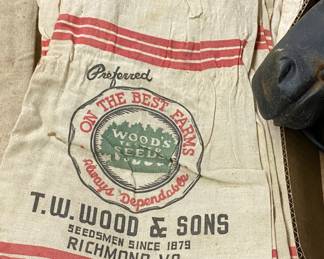 Preferred
ON THE BEST FARMS
WOOD'S
SEEDS
Always Dependable
T.W. WOOD & SONS
SEEDSMEN SINCE 1879
RICHMOND, VA.